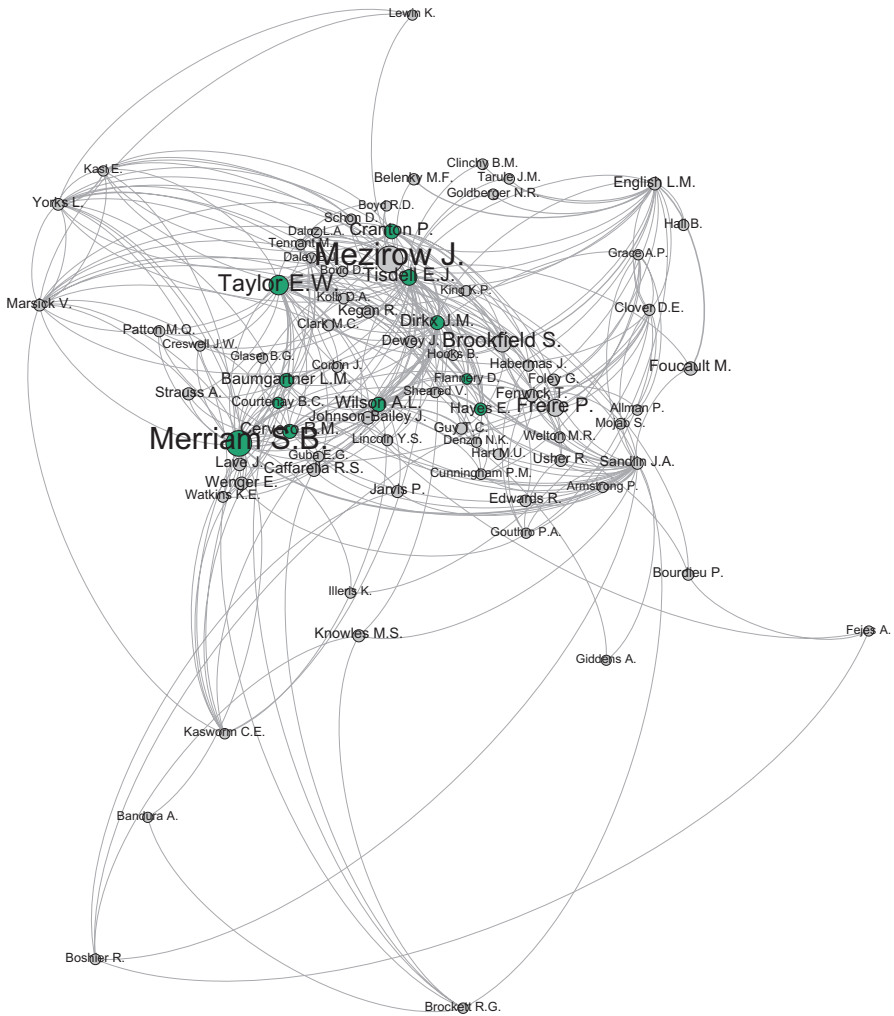 Lewin K.
Clinchy B.M.
Kasl E.
Belenky M.F.
Tarule J.M.
English L.M.
Goldberger N.R.
Yorks L.
Boyd R.D.
Schon D.
Hall B.
Cranton P.
Daloz L.A.
Tennant M.
Grace A.P.
Mezirow J.
Daley B.
Boud D.
Tisdell E.J.
Taylor E.W.
King K.P.
Kolb D.A.
Marsick V.
Kegan R.
Clover D.E.
Clark M.C.
Dirkx J.M.
Patton M.Q.
Dewey J.
Brookfield S.
Creswell J.W.
Hooks B.
Glaser B.G.
Corbin J.
Habermas J.
Foucault M.
Baumgartner L.M.
Flannery D.
Foley G.
Strauss A.
Sheared V.
Fenwick T.
Courtenay B.C.
Wilson A.L.
Hayes E.
Freire P.
Allman P.
Johnson-Bailey J.
Mojab S.
Cervero R.M.
Guy T.C.
Merriam S.B.
Lincoln Y.S.
Denzin N.K.
Welton M.R.
Guba E.G.
Hart M.U.
Lave J.
Caffarella R.S.
Usher R.
Sandlin J.A.
Cunningham P.M.
Wenger E.
Jarvis P.
Armstrong P.
Watkins K.E.
Edwards R.
Gouthro P.A.
Bourdieu P.
Illeris K.
Knowles M.S.
Fejes A.
Giddens A.
Kasworm C.E.
Bandura A.
Boshier R.
Brockett R.G.